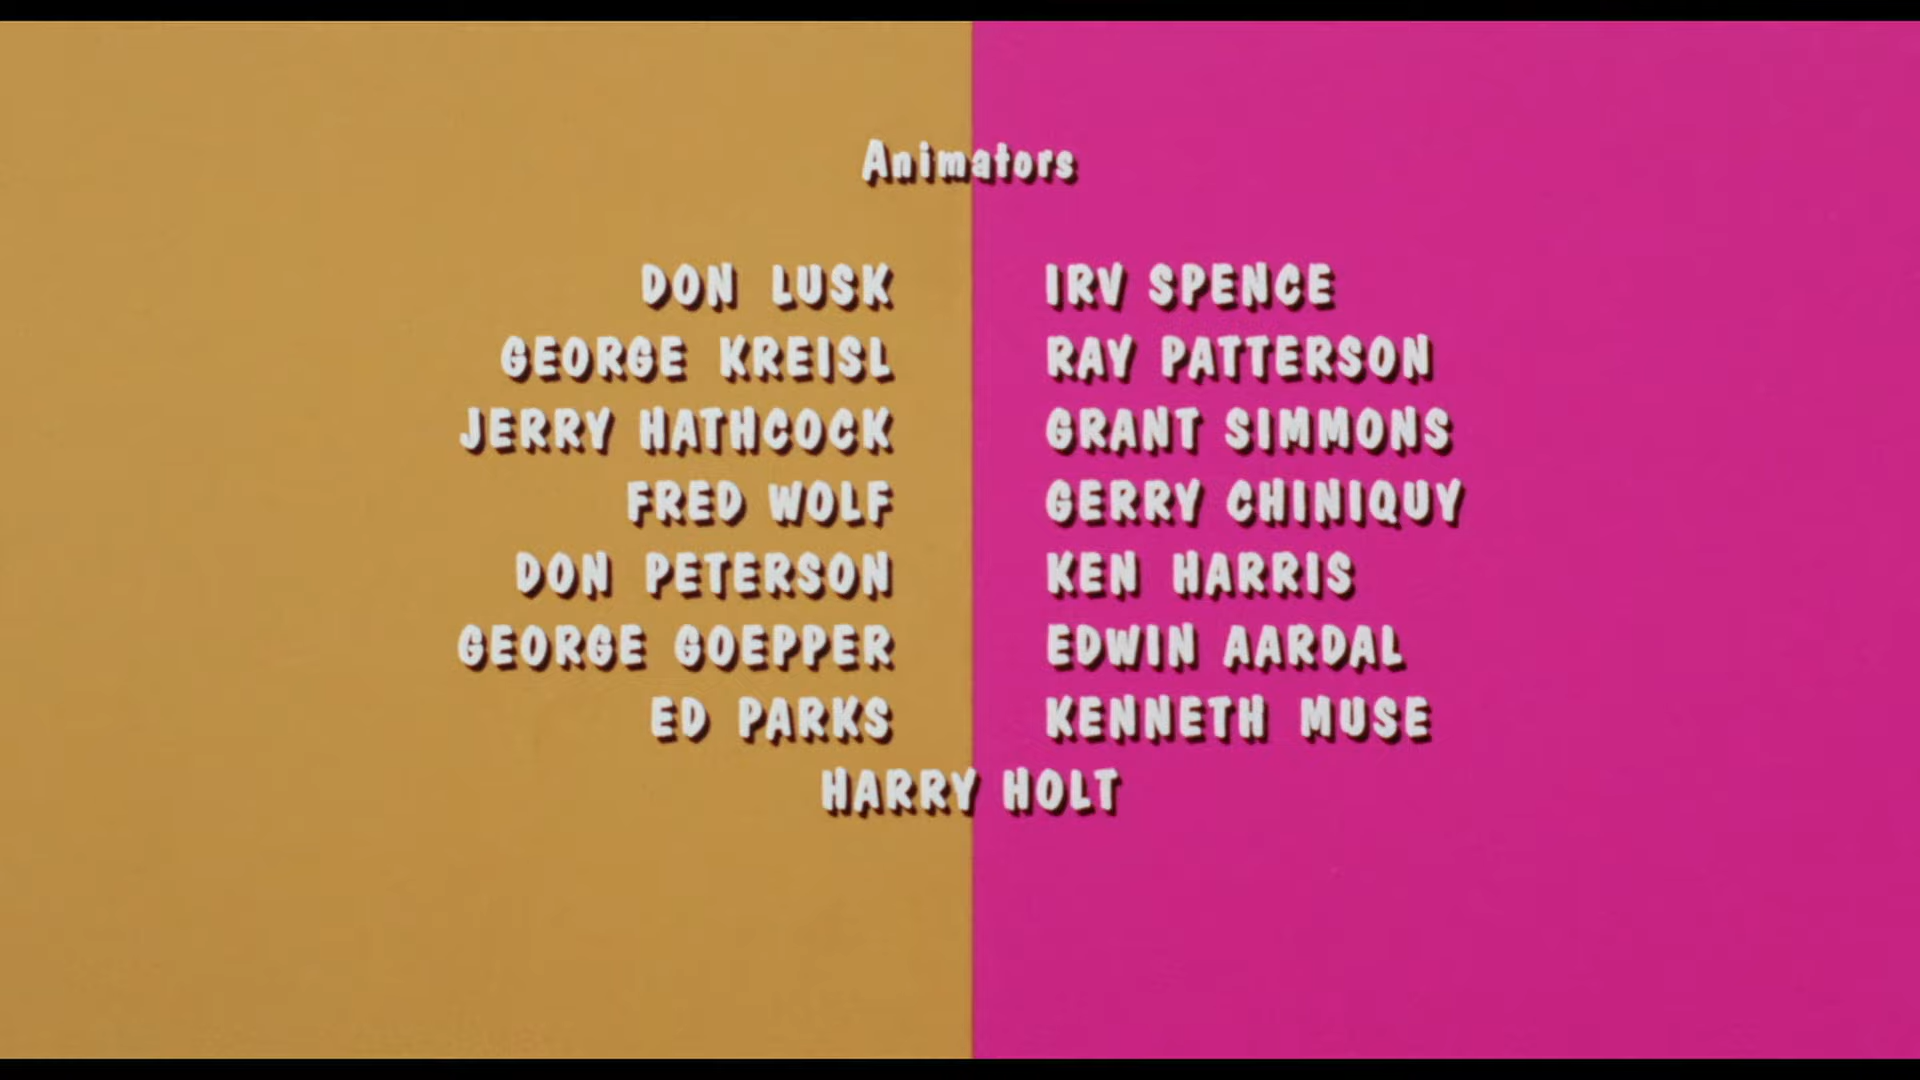 Animators
DON LUSK IRV SPENCE
GEORGE KREISL RAY PATTERSON
JERRY HATHCOCK GRANT SIMMONS
FRED WOLF GERRY CHINIQUY
DON PETERSON KEN HARRIS
GEORGE GOEPPER EDWIN AARDAL
ED PARKS KENNETH MUSE
HARRY HOLT